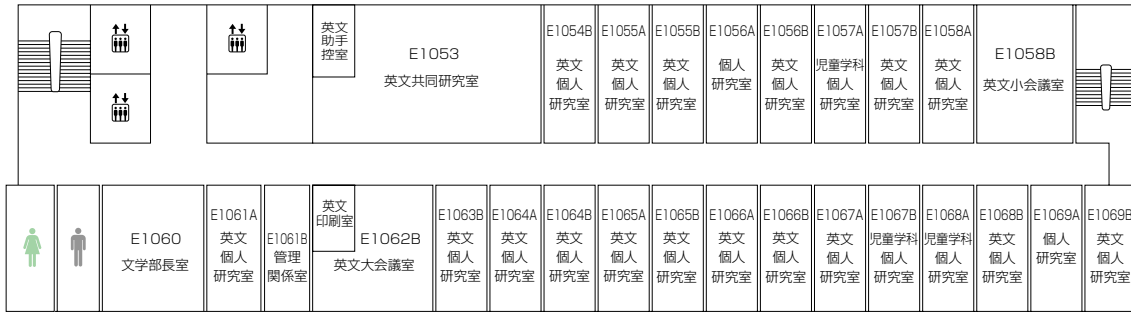 英文
助手
控室
E1053
英文共同研究室
E1054B
英文
個人
研究室
E1055A
英文
個人
研究室
E1055B
英文
個人
研究室
E1056A
個人
研究室
E1056B
英文
個人
研究室
E1057A
児童学科
個人
研究室
E1057B
英文
個人
研究室
E1058A
英文
個人
研究室
E1058B
英文小会議室
E1060
文学部長室
E1061A
英文
個人
研究室
E1061B
管理
関係室
英文
印刷室
E1062B
英文大会議室
E1063B
英文
個人
研究室
E1064A
英文
個人
研究室
E1064B
英文
個人
研究室
E1065A
英文
個人
研究室
E1065B
英文
個人
研究室
E1066A
英文
個人
研究室
E1066B
英文
個人
研究室
E1067A
英文
個人
研究室
E1067B
児童学科
個人
研究室
E1068A
児童学科
個人
研究室
E1068B
英文
個人
研究室
E1069A
個人
研究室
E1069B
英文
個人
研究室